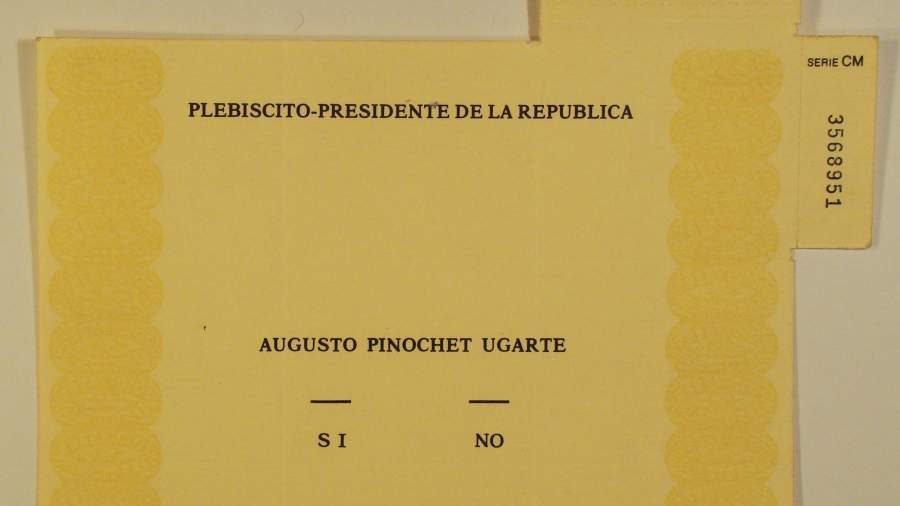 SERIE CM
3568951
PLEBISCITO-PRESIDENTE DE LA REPUBLICA
AUGUSTO PINOCHET UGARTE
SI NO